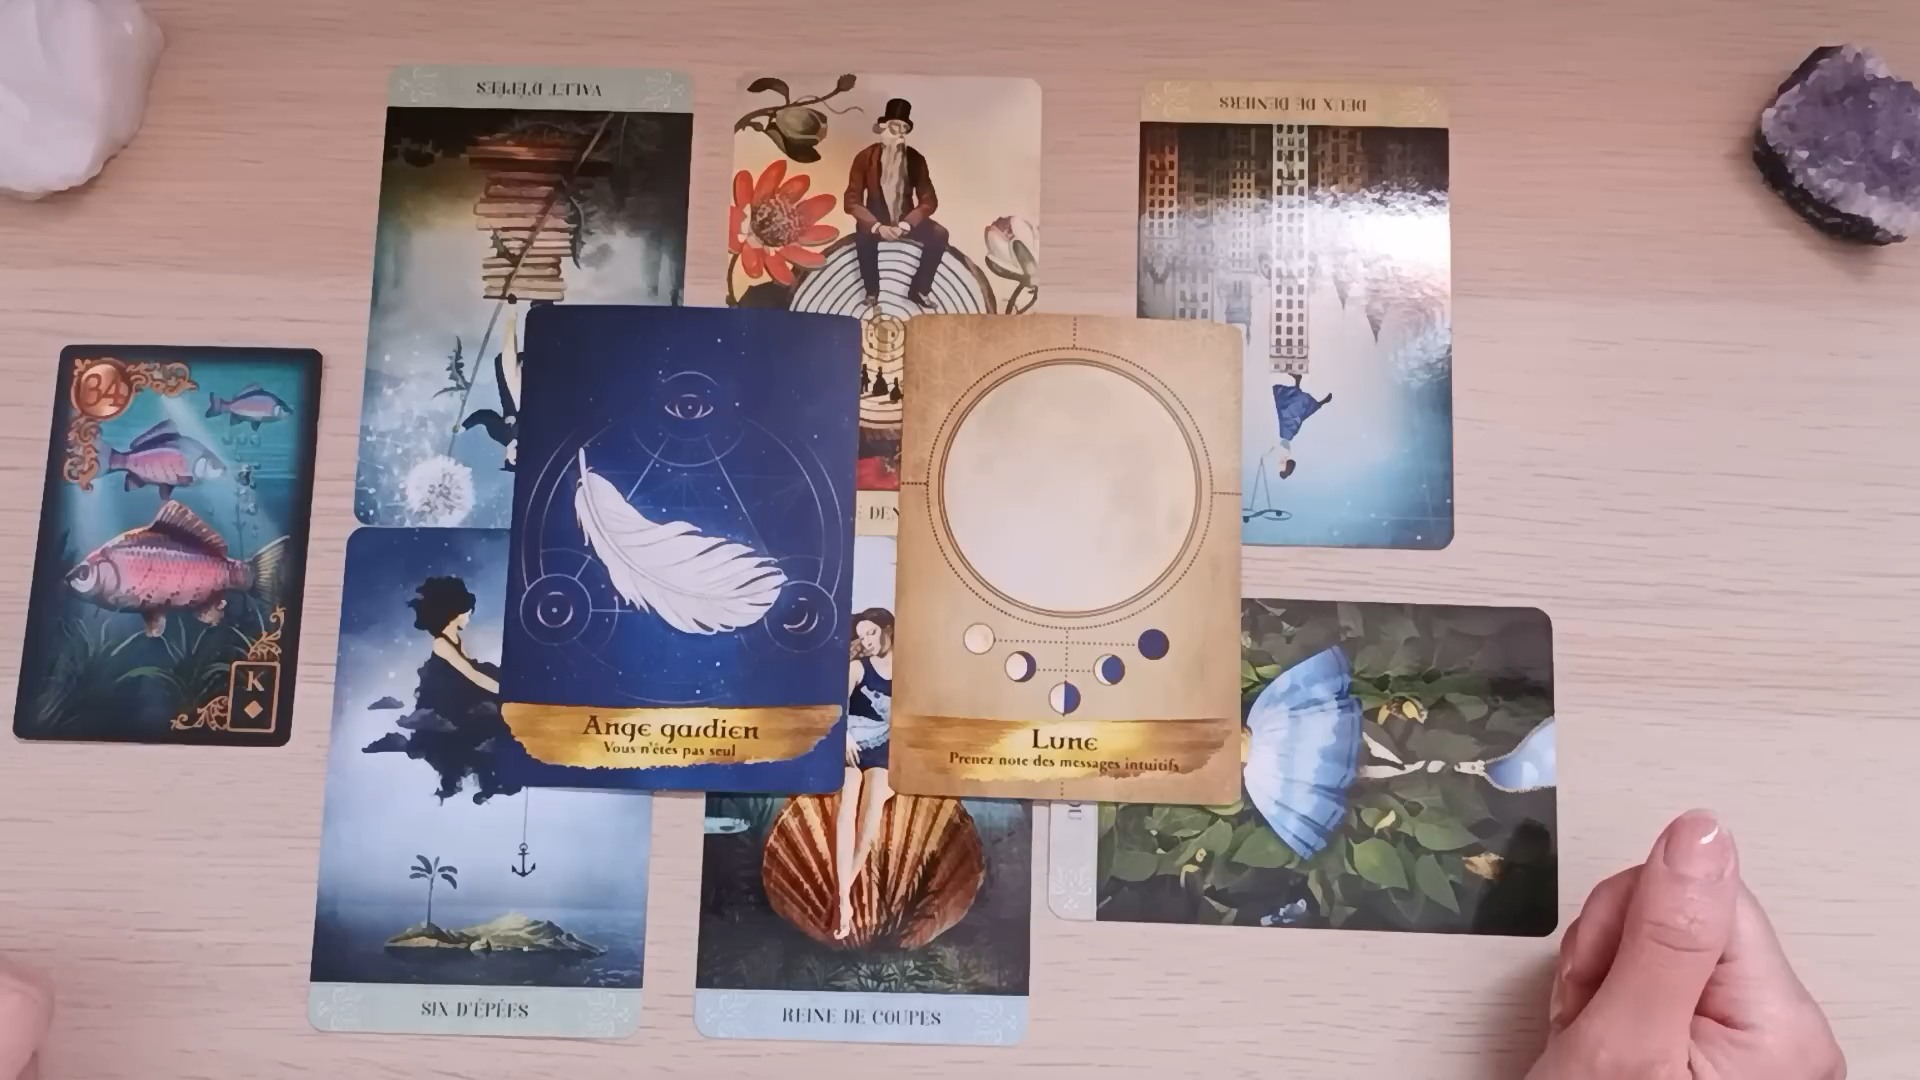 VALET D'ÉPÉES
DEUX DE DENIERS
34
DEN
K
Ange gardien
Vous n'êtes pas seul
Lune
Prenez note des messages intuitifs
SIX D'ÉPÉES
REINE DE COUPES